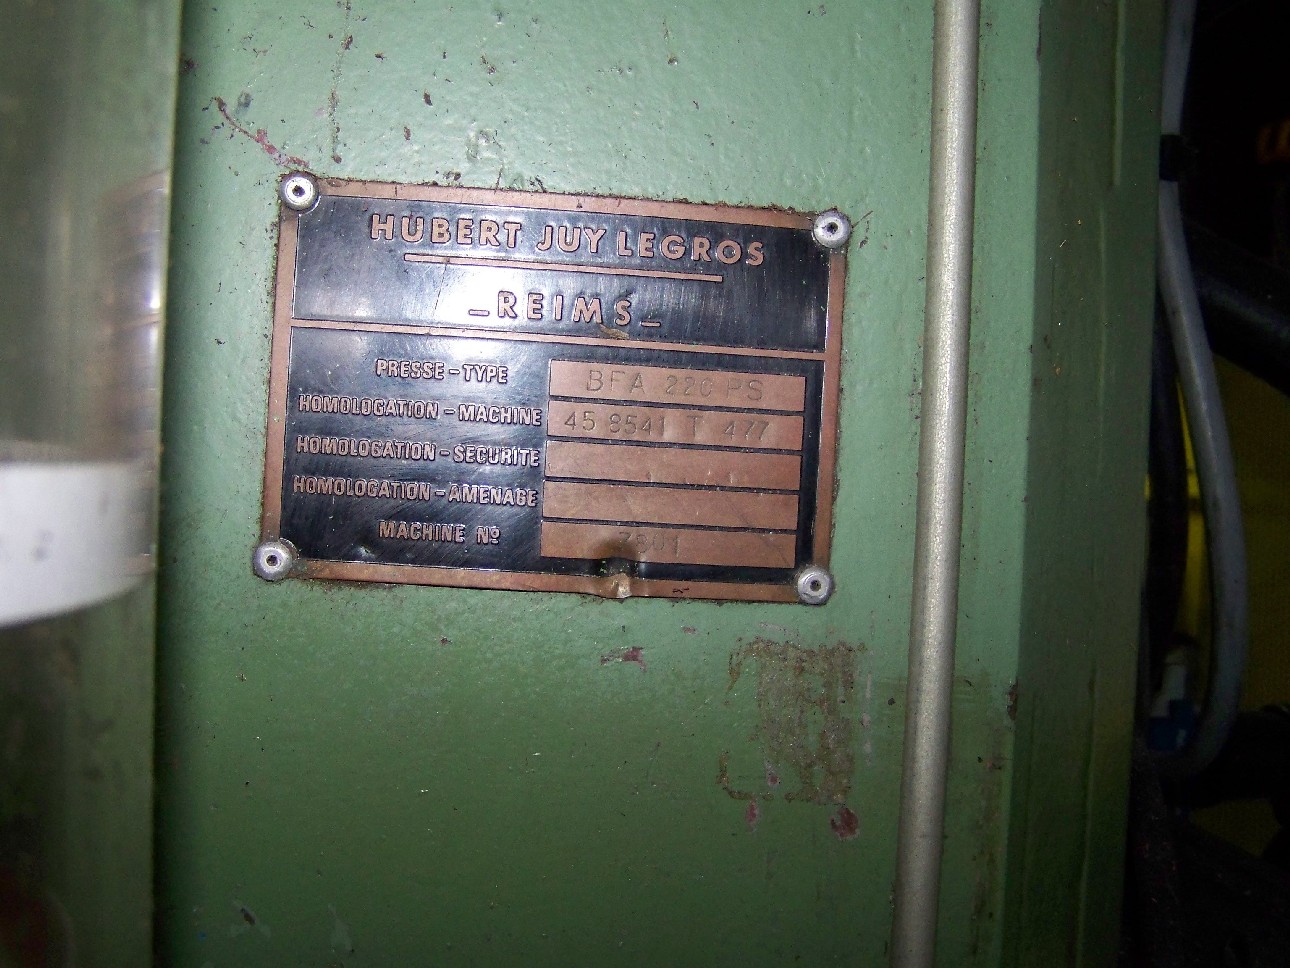 HUBERT JUY LEGROS
_REIMS_
PRESSE-TYPE BFA 220 PS
HOMOLOGATION-MACHINE 45 8541 T 477
HOMOLOGATION-SECURITE
HOMOLOGATION-AMENAGE
MACHINE Nº